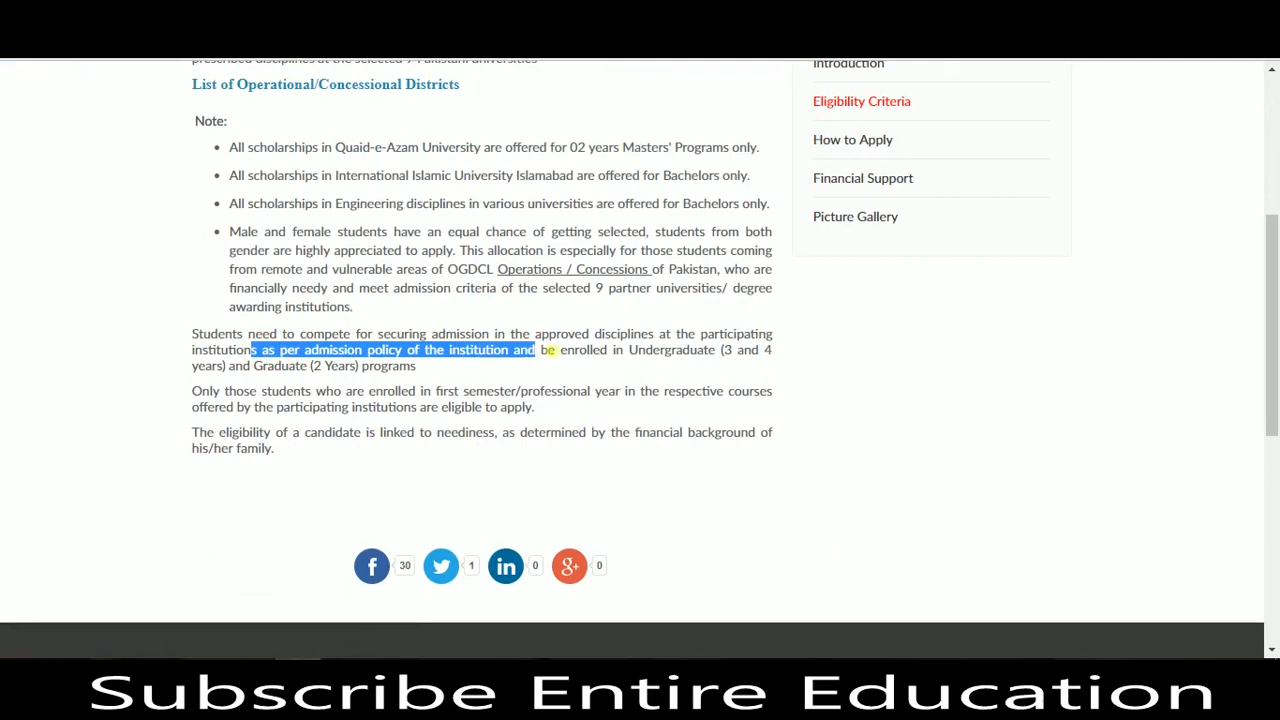 prescribed disciplines at the selected 9 Pakistani universities
List of Operational/Concessional Districts
Note:
• All scholarships in Quaid-e-Azam University are offered for 02 years Masters' Programs only.
• All scholarships in International Islamic University Islamabad are offered for Bachelors only.
• All scholarships in Engineering disciplines in various universities are offered for Bachelors only.
• Male and female students have an equal chance of getting selected, students from both
gender are highly appreciated to apply. This allocation is especially for those students coming
from remote and vulnerable areas of OGDCL Operations / Concessions of Pakistan, who are
financially needy and meet admission criteria of the selected 9 partner universities/ degree
awarding institutions.
Students need to compete for securing admission in the approved disciplines at the participating
institutions as per admission policy of the institution and be enrolled in Undergraduate (3 and 4
years) and Graduate (2 Years) programs
Only those students who are enrolled in first semester/professional year in the respective courses
offered by the participating institutions are eligible to apply.
The eligibility of a candidate is linked to neediness, as determined by the financial background of
his/her family.
Introduction
Eligibility Criteria
How to Apply
Financial Support
Picture Gallery
f 30 1 in 0 g+ 0
Subscribe Entire Education